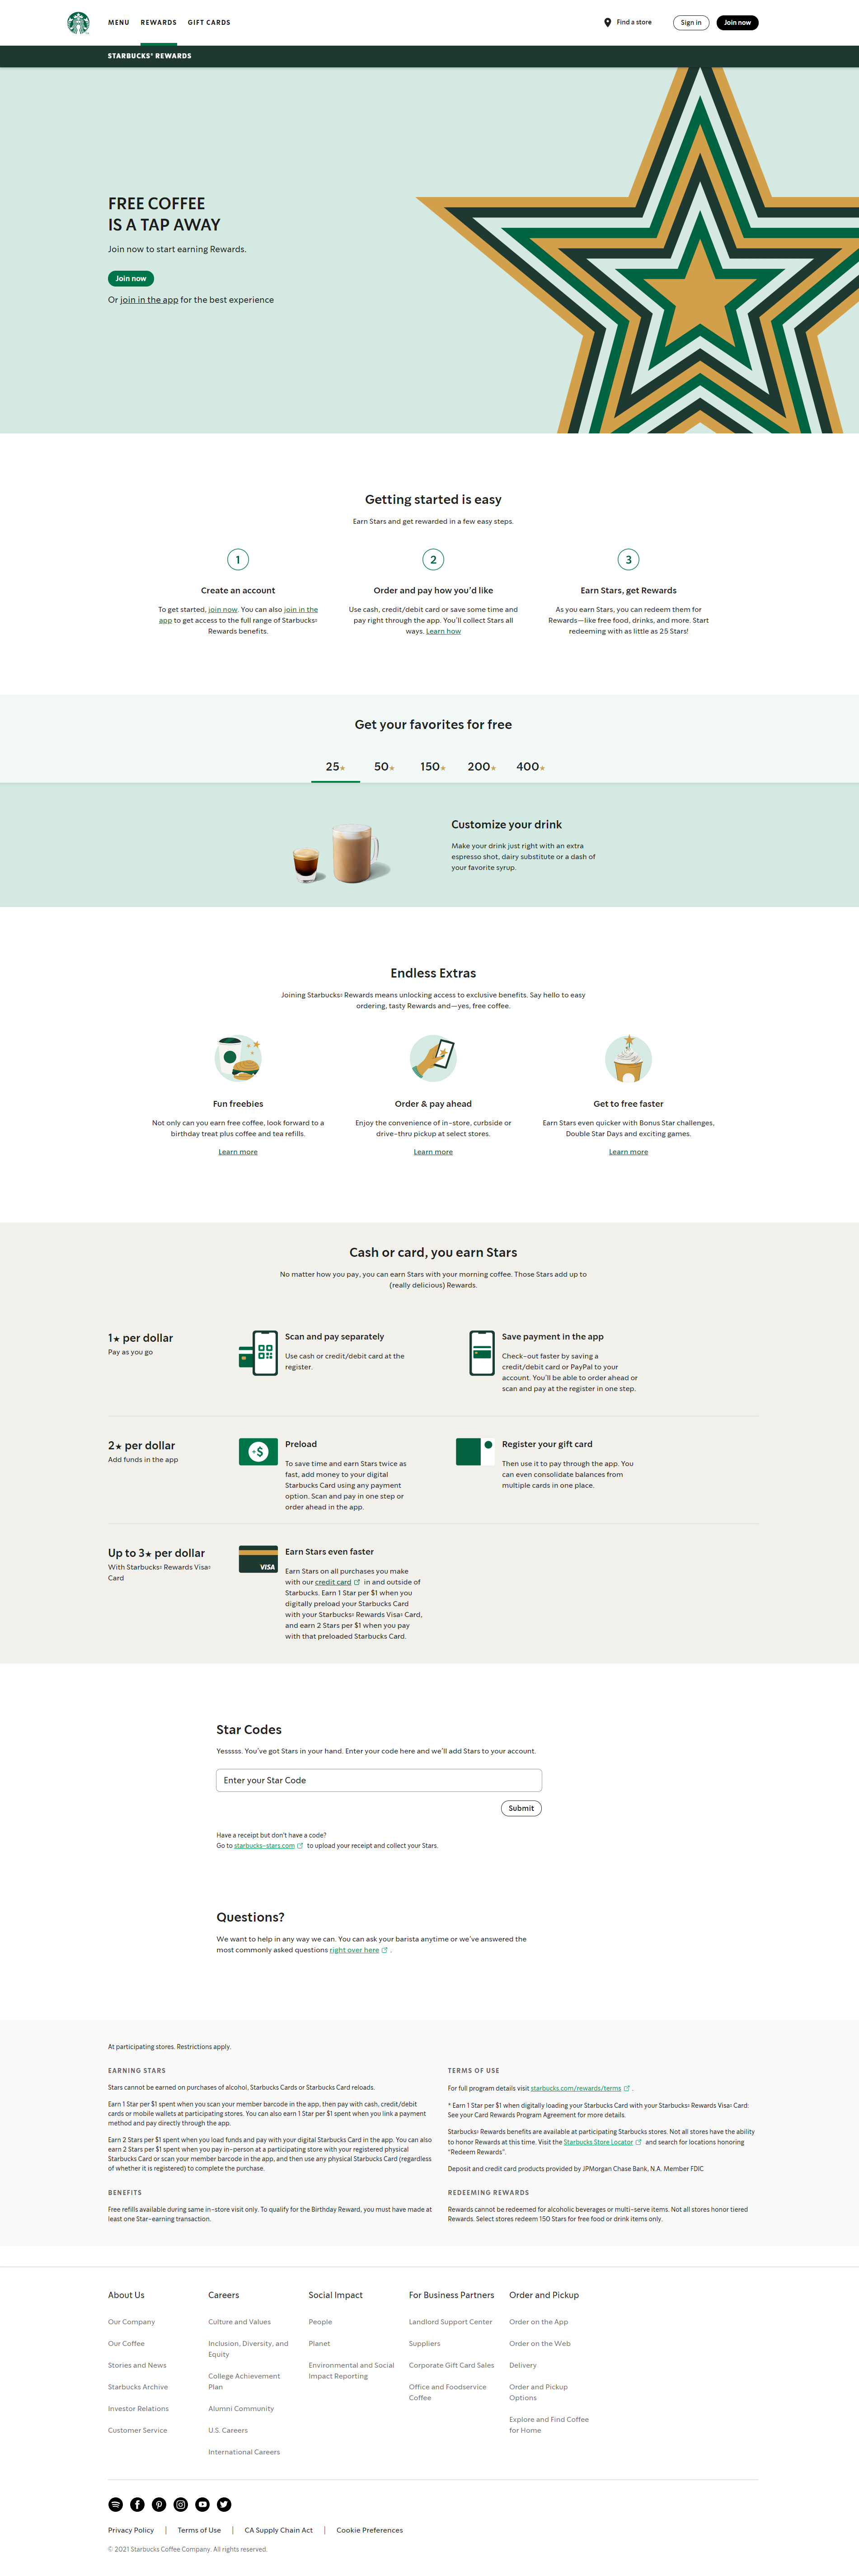 MENU
REWARDS
GIFT CARDS
Find a store
Sign in
Join now
STARBUCKS® REWARDS
FREE COFFEE
IS A TAP AWAY
Join now to start earning Rewards.
Join now
Or join in the app for the best experience
Getting started is easy
Earn Stars and get rewarded in a few easy steps.
1
Create an account
To get started, join now. You can also join in the
app to get access to the full range of Starbucks®
Rewards benefits.
2
Order and pay how you'd like
Use cash, credit/debit card or save some time and
pay right through the app. You'll collect Stars all
ways. Learn how
3
Earn Stars, get Rewards
As you earn Stars, you can redeem them for
Rewards—like free food, drinks, and more. Start
redeeming with as little as 25 Stars!
Get your favorites for free
25★ 50★ 150★ 200★ 400★
Customize your drink
Make your drink just right with an extra
espresso shot, dairy substitute or a dash of
your favorite syrup.
Endless Extras
Joining Starbucks® Rewards means unlocking access to exclusive benefits. Say hello to easy
ordering, tasty Rewards and—yes, free coffee.
Fun freebies
Not only can you earn free coffee, look forward to a
birthday treat plus coffee and tea refills.
Learn more
Order & pay ahead
Enjoy the convenience of in-store, curbside or
drive-thru pickup at select stores.
Learn more
Get to free faster
Earn Stars even quicker with Bonus Star challenges,
Double Star Days and exciting games.
Learn more
Cash or card, you earn Stars
No matter how you pay, you can earn Stars with your morning coffee. Those Stars add up to
(really delicious) Rewards.
1★ per dollar
Pay as you go
Scan and pay separately
Use cash or credit/debit card at the
register.
Save payment in the app
Check-out faster by saving a
credit/debit card or PayPal to your
account. You'll be able to order ahead or
scan and pay at the register in one step.
2★ per dollar
Add funds in the app
+$
Preload
To save time and earn Stars twice as
fast, add money to your digital
Starbucks Card using any payment
option. Scan and pay in one step or
order ahead in the app.
Register your gift card
Then use it to pay through the app. You
can even consolidate balances from
multiple cards in one place.
Up to 3★ per dollar
With Starbucks® Rewards Visa®
Card
VISA
Earn Stars even faster
Earn Stars on all purchases you make
with our credit card in and outside of
Starbucks. Earn 1 Star per $1 when you
digitally preload your Starbucks Card
with your Starbucks® Rewards Visa® Card,
and earn 2 Stars per $1 when you pay
with that preloaded Starbucks Card.
Star Codes
Yesssss. You've got Stars in your hand. Enter your code here and we'll add Stars to your account.
Enter your Star Code
Submit
Have a receipt but don't have a code?
Go to starbucks-stars.com to upload your receipt and collect your Stars.
Questions?
We want to help in any way we can. You can ask your barista anytime or we've answered the
most commonly asked questions right over here .
At participating stores. Restrictions apply.
EARNING STARS
Stars cannot be earned on purchases of alcohol, Starbucks Cards or Starbucks Card reloads.
Earn 1 Star per $1 spent when you scan your member barcode in the app, then pay with cash, credit/debit
cards or mobile wallets at participating stores. You can also earn 1 Star per $1 spent when you link a payment
method and pay directly through the app.
Earn 2 Stars per $1 spent when you load funds and pay with your digital Starbucks Card in the app. You can also
earn 2 Stars per $1 spent when you pay in-person at a participating store with your registered physical
Starbucks Card or scan your member barcode in the app, and then use any physical Starbucks Card (regardless
of whether it is registered) to complete the purchase.
BENEFITS
Free refills available during same in-store visit only. To qualify for the Birthday Reward, you must have made at
least one Star-earning transaction.
TERMS OF USE
For full program details visit starbucks.com/rewards/terms .
* Earn 1 Star per $1 when digitally loading your Starbucks Card with your Starbucks® Rewards Visa® Card:
See your Card Rewards Program Agreement for more details.
Starbucks® Rewards benefits are available at participating Starbucks stores. Not all stores have the ability
to honor Rewards at this time. Visit the Starbucks Store Locator and search for locations honoring
"Redeem Rewards".
Deposit and credit card products provided by JPMorgan Chase Bank, N.A. Member FDIC
REDEEMING REWARDS
Rewards cannot be redeemed for alcoholic beverages or multi-serve items. Not all stores honor tiered
Rewards. Select stores redeem 150 Stars for free food or drink items only.
About Us
Our Company
Our Coffee
Stories and News
Starbucks Archive
Investor Relations
Customer Service
Careers
Culture and Values
Inclusion, Diversity, and
Equity
College Achievement
Plan
Alumni Community
U.S. Careers
International Careers
Social Impact
People
Planet
Environmental and Social
Impact Reporting
For Business Partners
Landlord Support Center
Suppliers
Corporate Gift Card Sales
Office and Foodservice
Coffee
Order and Pickup
Order on the App
Order on the Web
Delivery
Order and Pickup
Options
Explore and Find Coffee
for Home
Privacy Policy | Terms of Use | CA Supply Chain Act | Cookie Preferences
© 2021 Starbucks Coffee Company. All rights reserved.